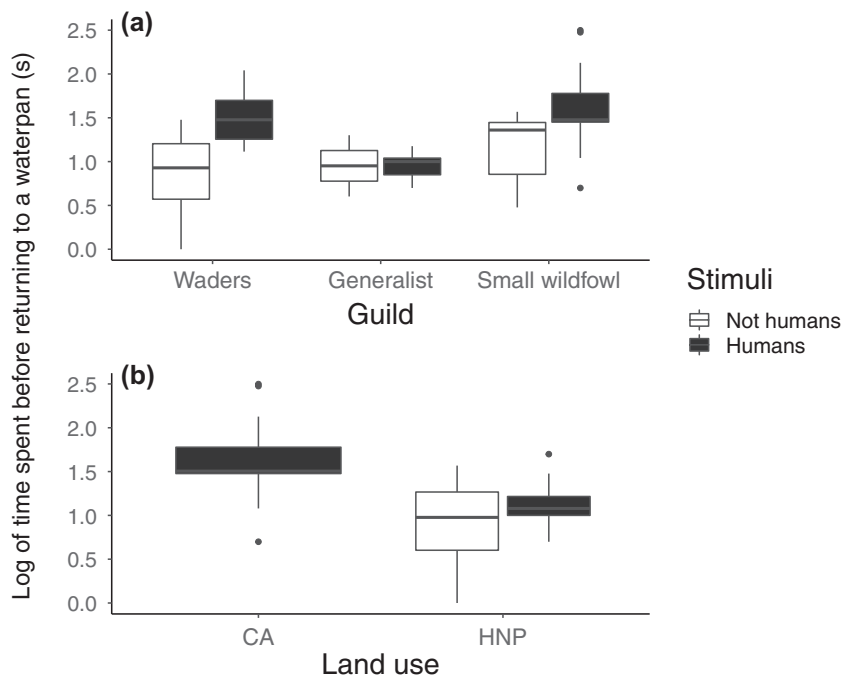 Log of time spent before returning to a waterpan (s)
(a)
2.5
2.0
1.5
1.0
0.5
0.0
Waders Generalist Small wildfowl
Guild
(b)
2.5
2.0
1.5
1.0
0.5
0.0
CA HNP
Land use
Stimuli
Not humans
Humans